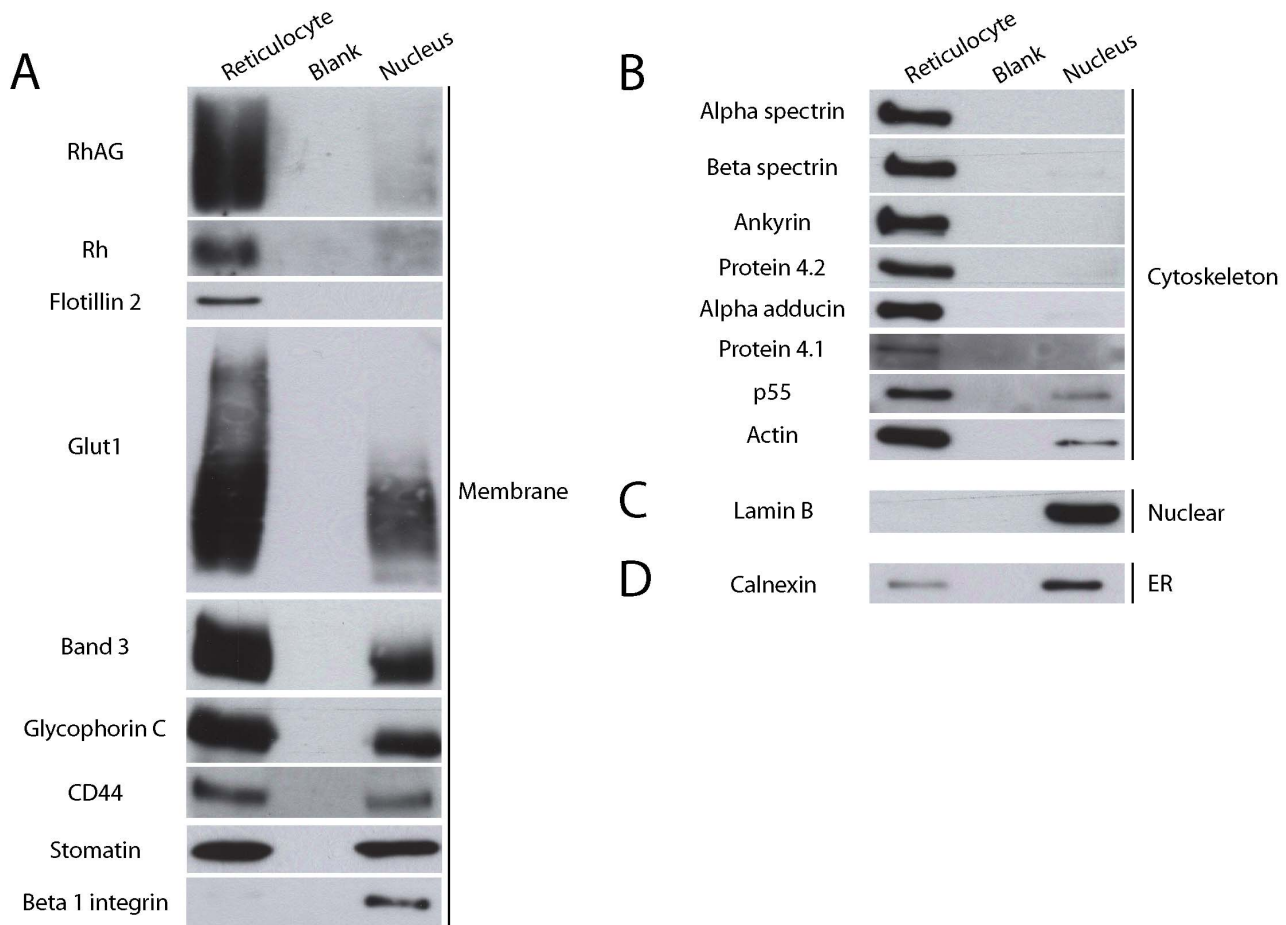 A
Reticulocyte
Blank
Nucleus
RhAG
Rh
Flotillin 2
Glut1
Band 3
Glycophorin C
CD44
Stomatin
Beta 1 integrin
Membrane
B
Reticulocyte
Blank
Nucleus
Alpha spectrin
Beta spectrin
Ankyrin
Protein 4.2
Alpha adducin
Protein 4.1
p55
Actin
Cytoskeleton
C
Lamin B
Nuclear
D
Calnexin
ER